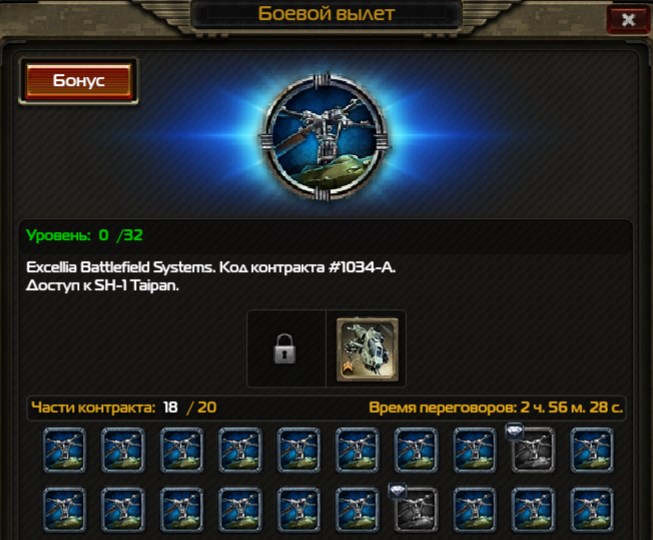 Боевой вылет
Бонус
Уровень: 0 /32
Excellia Battlefield Systems. Код контракта #1034-A.
Доступ к SH-1 Taipan.
Части контракта: 18 / 20
Время переговоров: 2 ч. 56 м. 28 с.